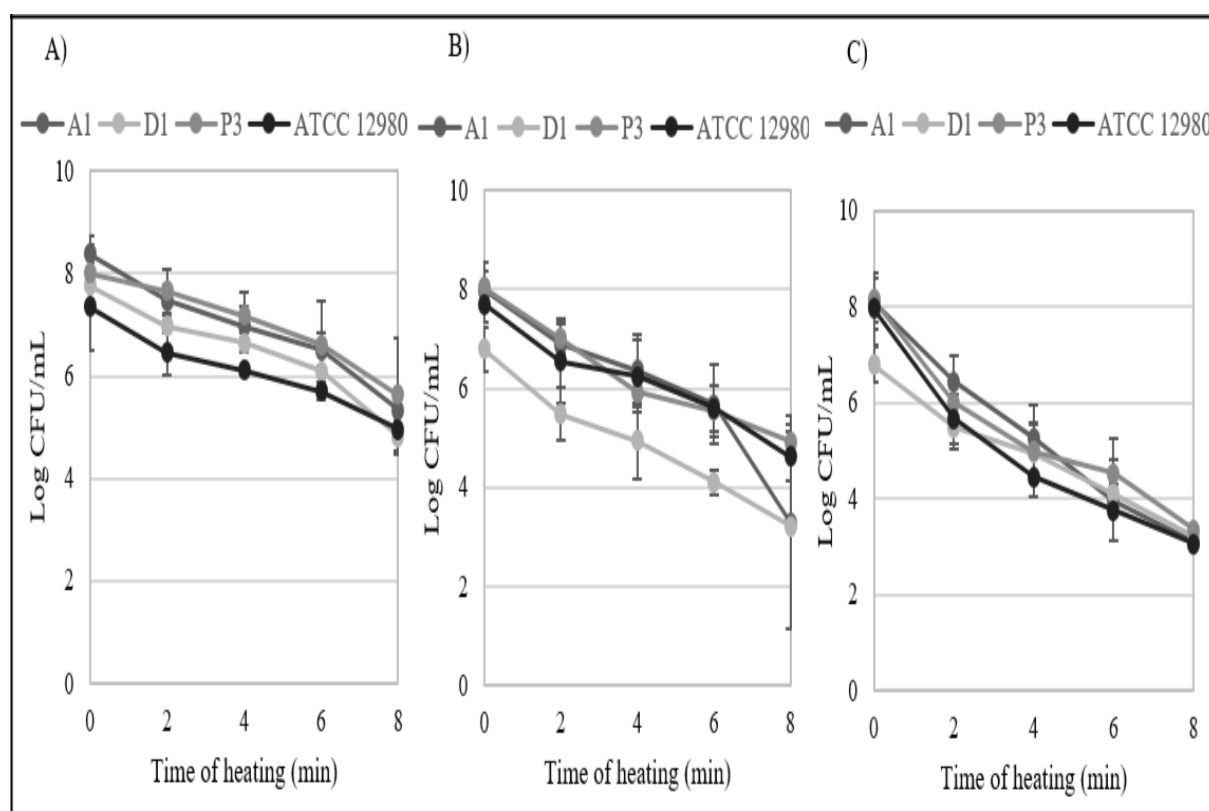 A)
A1 D1 P3 ATCC 12980
10
8
6
4
2
0
0 2 4 6 8
Log CFU/mL
Time of heating (min)
B)
A1 D1 P3 ATCC 12980
10
8
6
4
2
0
0 2 4 6 8
Log CFU/mL
Time of heating (min)
C)
A1 D1 P3 ATCC 12980
10
8
6
4
2
0
0 2 4 6 8
Log CFU/mL
Time of heating (min)